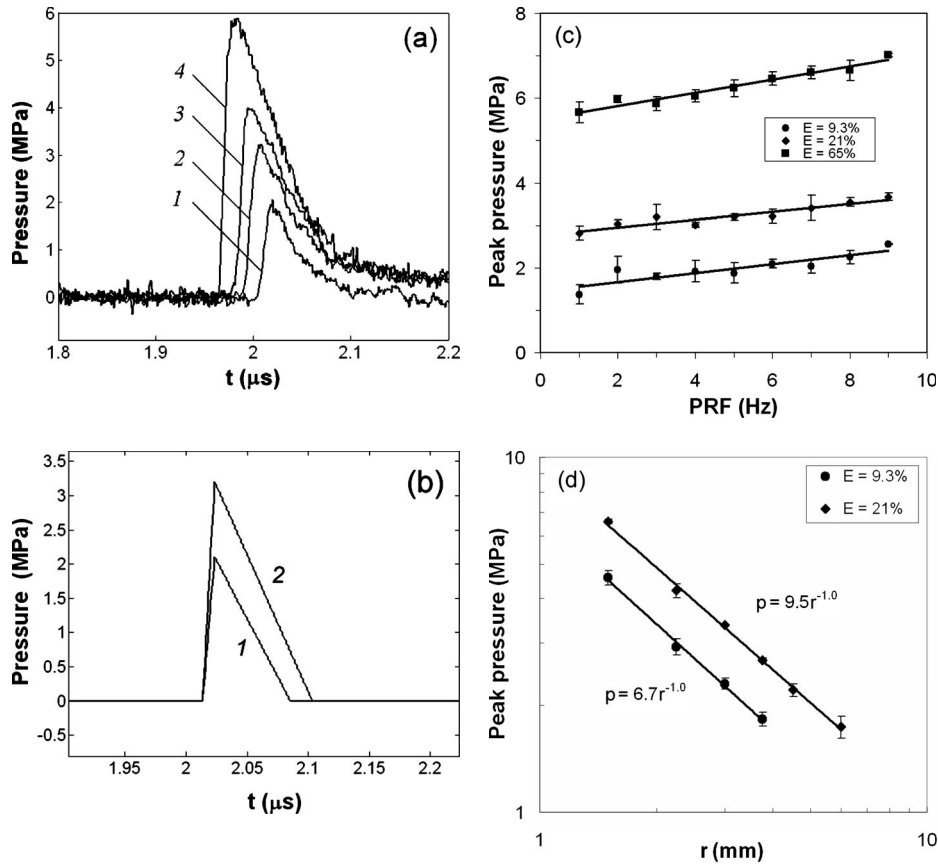 (a)
6
5
4
3
2
1
0
Pressure (MPa)
4
3
2
1
1.8
1.9
2
2.1
2.2
t (μs)
(c)
8
6
4
2
0
Peak pressure (MPa)
E = 9.3%
E = 21%
E = 65%
0
2
4
6
8
10
PRF (Hz)
(b)
3.5
3
2.5
2
1.5
1
0.5
0
-0.5
Pressure (MPa)
2
1
1.95
2
2.05
2.1
2.15
2.2
t (μs)
(d)
10
1
Peak pressure (MPa)
E = 9.3%
E = 21%
p = 9.5r^-1.0
p = 6.7r^-1.0
1
10
r (mm)